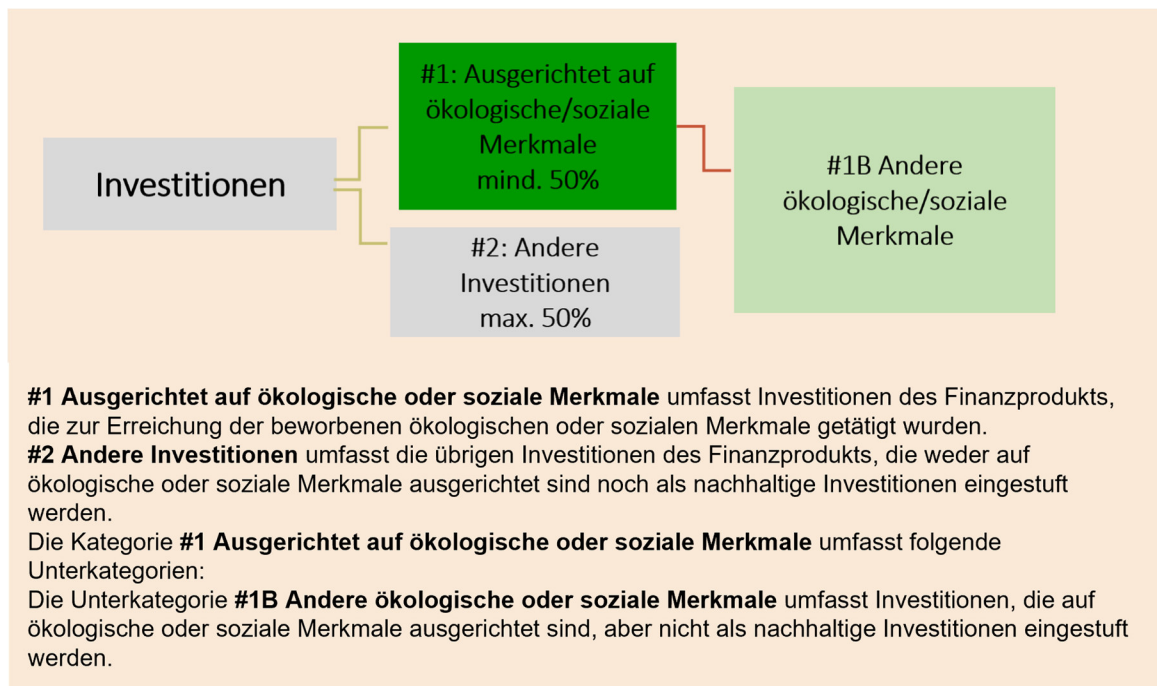 Investitionen
#1: Ausgerichtet auf
ökologische/soziale
Merkmale
mind. 50%
#2: Andere
Investitionen
max. 50%
#1B Andere
ökologische/soziale
Merkmale
#1 Ausgerichtet auf ökologische oder soziale Merkmale umfasst Investitionen des Finanzprodukts,
die zur Erreichung der beworbenen ökologischen oder sozialen Merkmale getätigt wurden.
#2 Andere Investitionen umfasst die übrigen Investitionen des Finanzprodukts, die weder auf
ökologische oder soziale Merkmale ausgerichtet sind noch als nachhaltige Investitionen eingestuft
werden.
Die Kategorie #1 Ausgerichtet auf ökologische oder soziale Merkmale umfasst folgende
Unterkategorien:
Die Unterkategorie #1B Andere ökologische oder soziale Merkmale umfasst Investitionen, die auf
ökologische oder soziale Merkmale ausgerichtet sind, aber nicht als nachhaltige Investitionen eingestuft
werden.